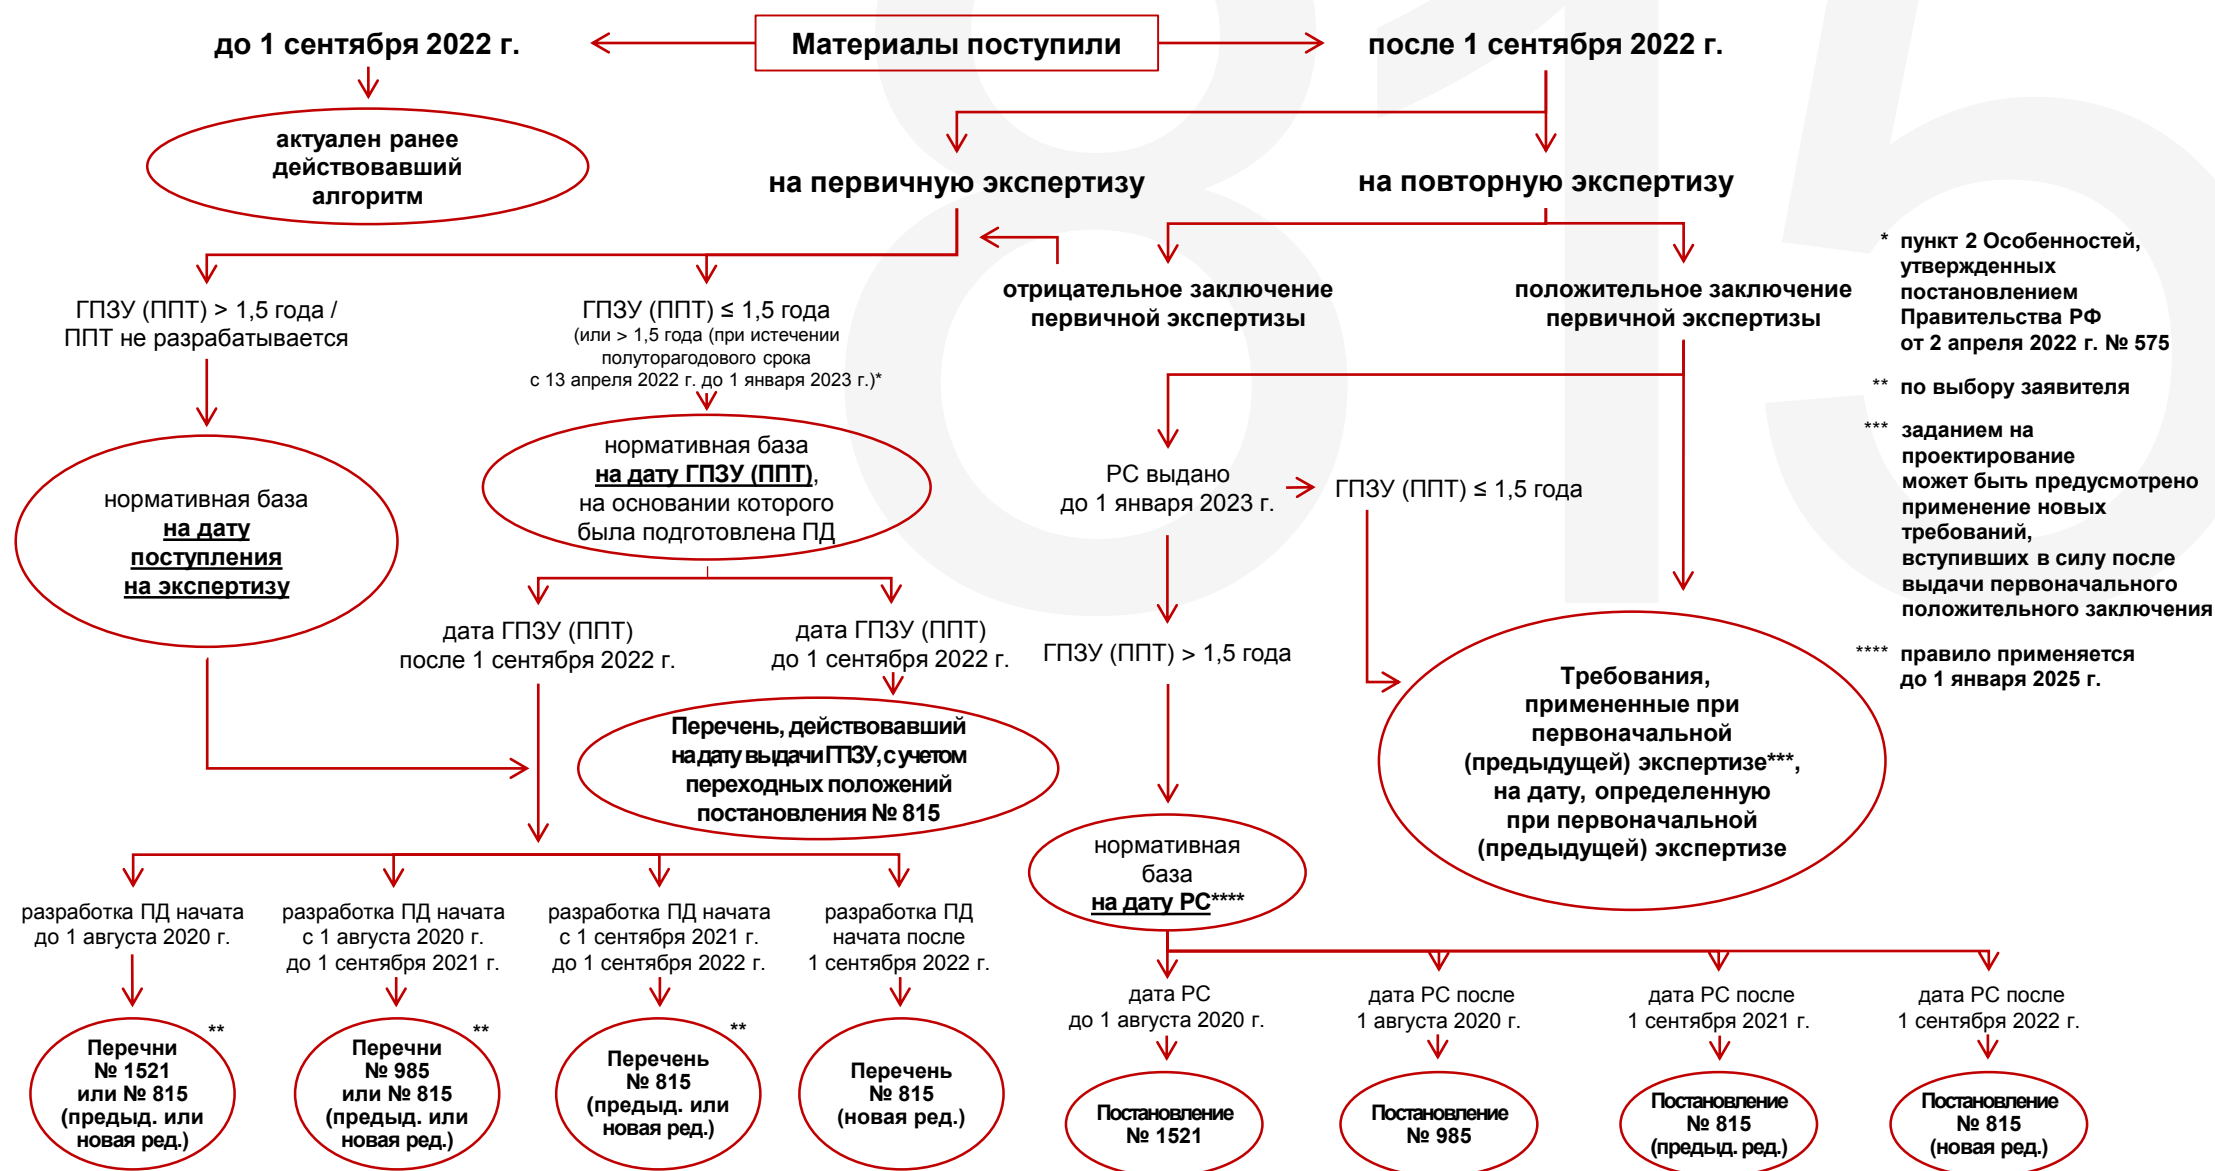 815
до 1 сентября 2022 г.
Материалы поступили
после 1 сентября 2022 г.
актуален ранее
действовавший
алгоритм
на первичную экспертизу
на повторную экспертизу
ГПЗУ (ППТ) > 1,5 года /
ППТ не разрабатывается
ГПЗУ (ППТ) ≤ 1,5 года
(или > 1,5 года (при истечении
полуторагодового срока
с 13 апреля 2022 г. до 1 января 2023 г.)*
отрицательное заключение
первичной экспертизы
положительное заключение
первичной экспертизы
* пункт 2 Особенностей,
утвержденных
постановлением
Правительства РФ
от 2 апреля 2022 г. № 575
** по выбору заявителя
*** заданием на
проектирование
может быть предусмотрено
применение новых
требований,
вступивших в силу после
выдачи первоначального
положительного заключения
**** правило применяется
до 1 января 2025 г.
нормативная база
на дату
поступления
на экспертизу
нормативная база
на дату ГПЗУ (ППТ),
на основании которого
была подготовлена ПД
РС выдано
до 1 января 2023 г.
ГПЗУ (ППТ) ≤ 1,5 года
дата ГПЗУ (ППТ)
после 1 сентября 2022 г.
дата ГПЗУ (ППТ)
до 1 сентября 2022 г.
ГПЗУ (ППТ) > 1,5 года
Перечень, действовавший
на дату выдачи ГПЗУ, с учетом
переходных положений
постановления № 815
Требования,
примененные при
первоначальной
(предыдущей) экспертизе***,
на дату, определенную
при первоначальной
(предыдущей) экспертизе
нормативная
база
на дату РС****
разработка ПД начата
до 1 августа 2020 г.
разработка ПД начата
с 1 августа 2020 г.
до 1 сентября 2021 г.
разработка ПД начата
с 1 сентября 2021 г.
до 1 сентября 2022 г.
разработка ПД
начата после
1 сентября 2022 г.
дата РС
до 1 августа 2020 г.
дата РС после
1 августа 2020 г.
дата РС после
1 сентября 2021 г.
дата РС после
1 сентября 2022 г.
**
Перечни
№ 1521
или № 815
(предыд. или
новая ред.)
**
Перечни
№ 985
или № 815
(предыд. или
новая ред.)
**
Перечень
№ 815
(предыд. или
новая ред.)
Перечень
№ 815
(новая ред.)
Постановление
№ 1521
Постановление
№ 985
Постановление
№ 815
(предыд. ред.)
Постановление
№ 815
(новая ред.)